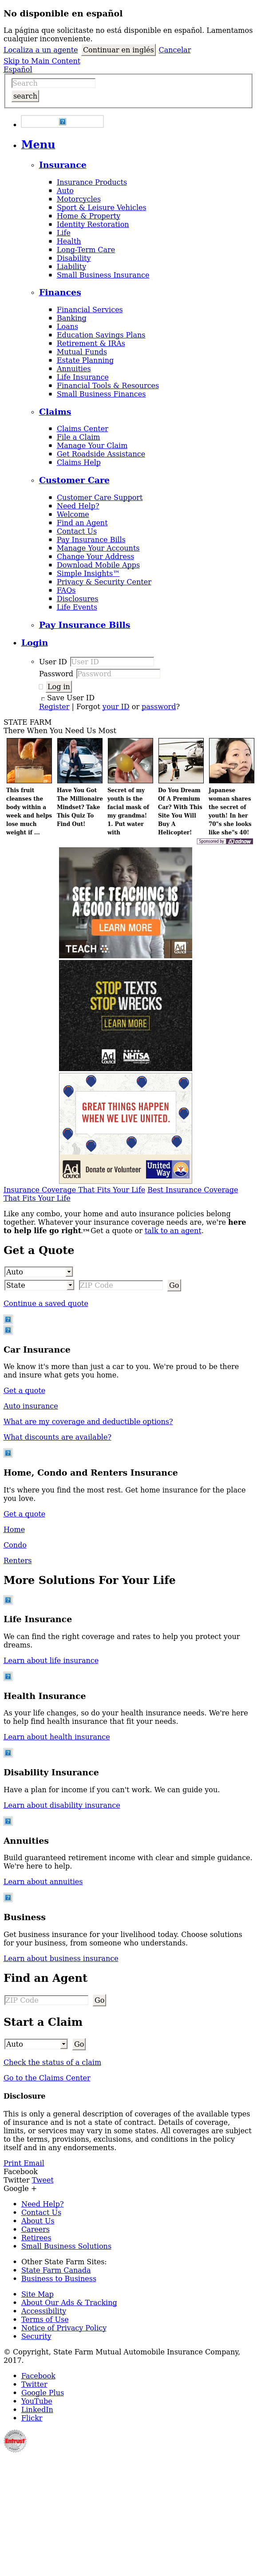 No disponible en español
La página que solicitaste no está disponible en español. Lamentamos
cualquier inconveniente.
Localiza a un agente Continuar en inglés Cancelar
Skip to Main Content
Español
Search
search
Menu
Insurance
Insurance Products
Auto
Motorcycles
Sport & Leisure Vehicles
Home & Property
Identity Restoration
Life
Health
Long-Term Care
Disability
Liability
Small Business Insurance
Finances
Financial Services
Banking
Loans
Education Savings Plans
Retirement & IRAs
Mutual Funds
Estate Planning
Annuities
Life Insurance
Financial Tools & Resources
Small Business Finances
Claims
Claims Center
File a Claim
Manage Your Claim
Get Roadside Assistance
Claims Help
Customer Care
Customer Care Support
Need Help?
Welcome
Find an Agent
Contact Us
Pay Insurance Bills
Manage Your Accounts
Change Your Address
Download Mobile Apps
Simple Insights™
Privacy & Security Center
FAQs
Disclosures
Life Events
Pay Insurance Bills
Login
User ID User ID
Password Password
Log in
Save User ID
Register | Forgot your ID or password?
STATE FARM
There When You Need Us Most
This fruit
cleanses the
body within a
week and helps
lose much
weight if ...
Have You Got
The Millionaire
Mindset? Take
This Quiz To
Find Out!
Secret of my
youth is the
facial mask of
my grandma!
1. Put water
with
Do You Dream
Of A Premium
Car? With This
Site You Will
Buy A
Helicopter!
Japanese
woman shares
the secret of
youth! In her
70"s she looks
like she"s 40!
Sponsored by adnow
SEE IF TEACHING IS
A GOOD FIT FOR YOU
LEARN MORE
TEACH
Ad Council
STOP TEXTS
STOP WRECKS
LEARN MORE
Ad Council NHTSA
GREAT THINGS HAPPEN
WHEN WE LIVE UNITED.
Ad Council Donate or Volunteer United Way
Insurance Coverage That Fits Your Life Best Insurance Coverage
That Fits Your Life
Like any combo, your home and auto insurance policies belong
together. Whatever your insurance coverage needs are, we're here
to help life go right.™ Get a quote or talk to an agent.
Get a Quote
Auto
State ZIP Code Go
Continue a saved quote
Car Insurance
We know it's more than just a car to you. We're proud to be there
and insure what gets you home.
Get a quote
Auto insurance
What are my coverage and deductible options?
What discounts are available?
Home, Condo and Renters Insurance
It's where you find the most rest. Get home insurance for the place
you love.
Get a quote
Home
Condo
Renters
More Solutions For Your Life
Life Insurance
We can find the right coverage and rates to help you protect your
dreams.
Learn about life insurance
Health Insurance
As your life changes, so do your health insurance needs. We're here
to help find health insurance that fit your needs.
Learn about health insurance
Disability Insurance
Have a plan for income if you can't work. We can guide you.
Learn about disability insurance
Annuities
Build guaranteed retirement income with clear and simple guidance.
We're here to help.
Learn about annuities
Business
Get business insurance for your livelihood today. Choose solutions
for your business, from someone who understands.
Learn about business insurance
Find an Agent
ZIP Code Go
Start a Claim
Auto Go
Check the status of a claim
Go to the Claims Center
Disclosure
This is only a general description of coverages of the available types
of insurance and is not a statement of contract. Details of coverage,
limits, or services may vary in some states. All coverages are subject
to the terms, provisions, exclusions, and conditions in the policy
itself and in any endorsements.
Print Email
Facebook
Twitter Tweet
Google +
Need Help?
Contact Us
About Us
Careers
Retirees
Small Business Solutions
Other State Farm Sites:
State Farm Canada
Business to Business
Site Map
About Our Ads & Tracking
Accessibility
Terms of Use
Notice of Privacy Policy
Security
© Copyright, State Farm Mutual Automobile Insurance Company,
2017.
Facebook
Twitter
Google Plus
YouTube
LinkedIn
Flickr
Entrust